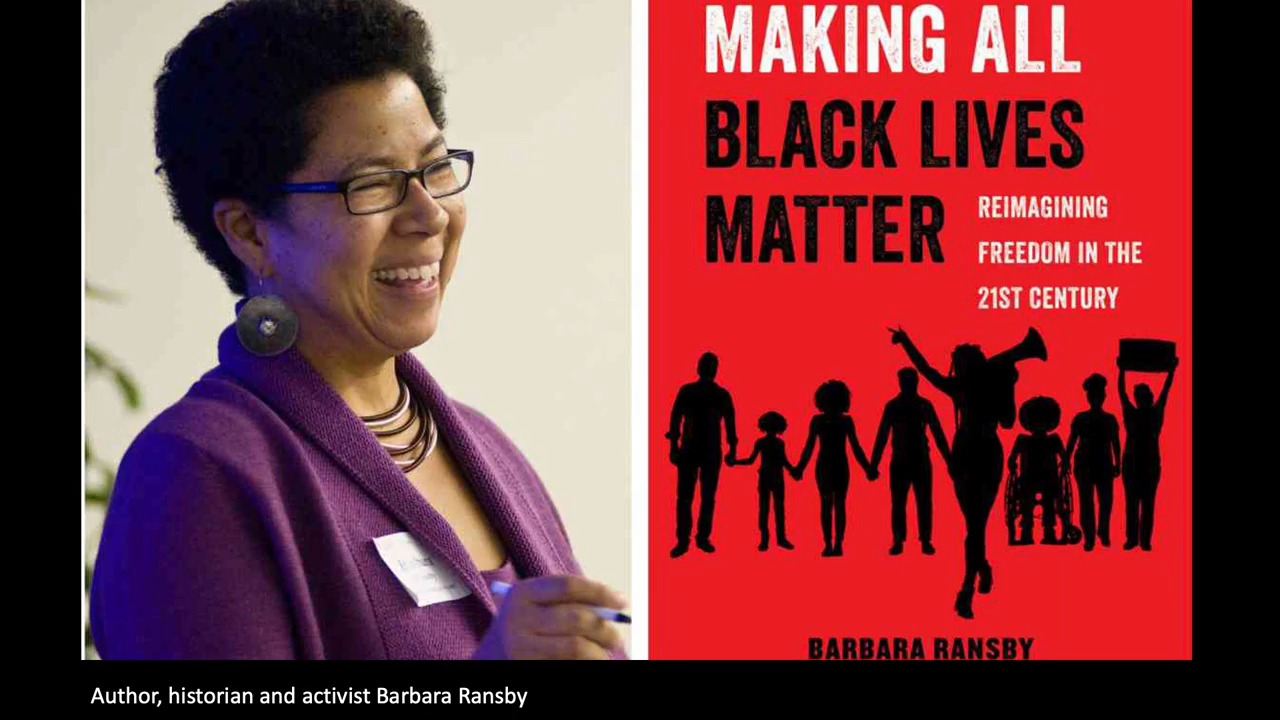 MAKING ALL
BLACK LIVES
MATTER
REIMAGINING
FREEDOM IN THE
21ST CENTURY
BARBARA RANSBY
Author, historian and activist Barbara Ransby